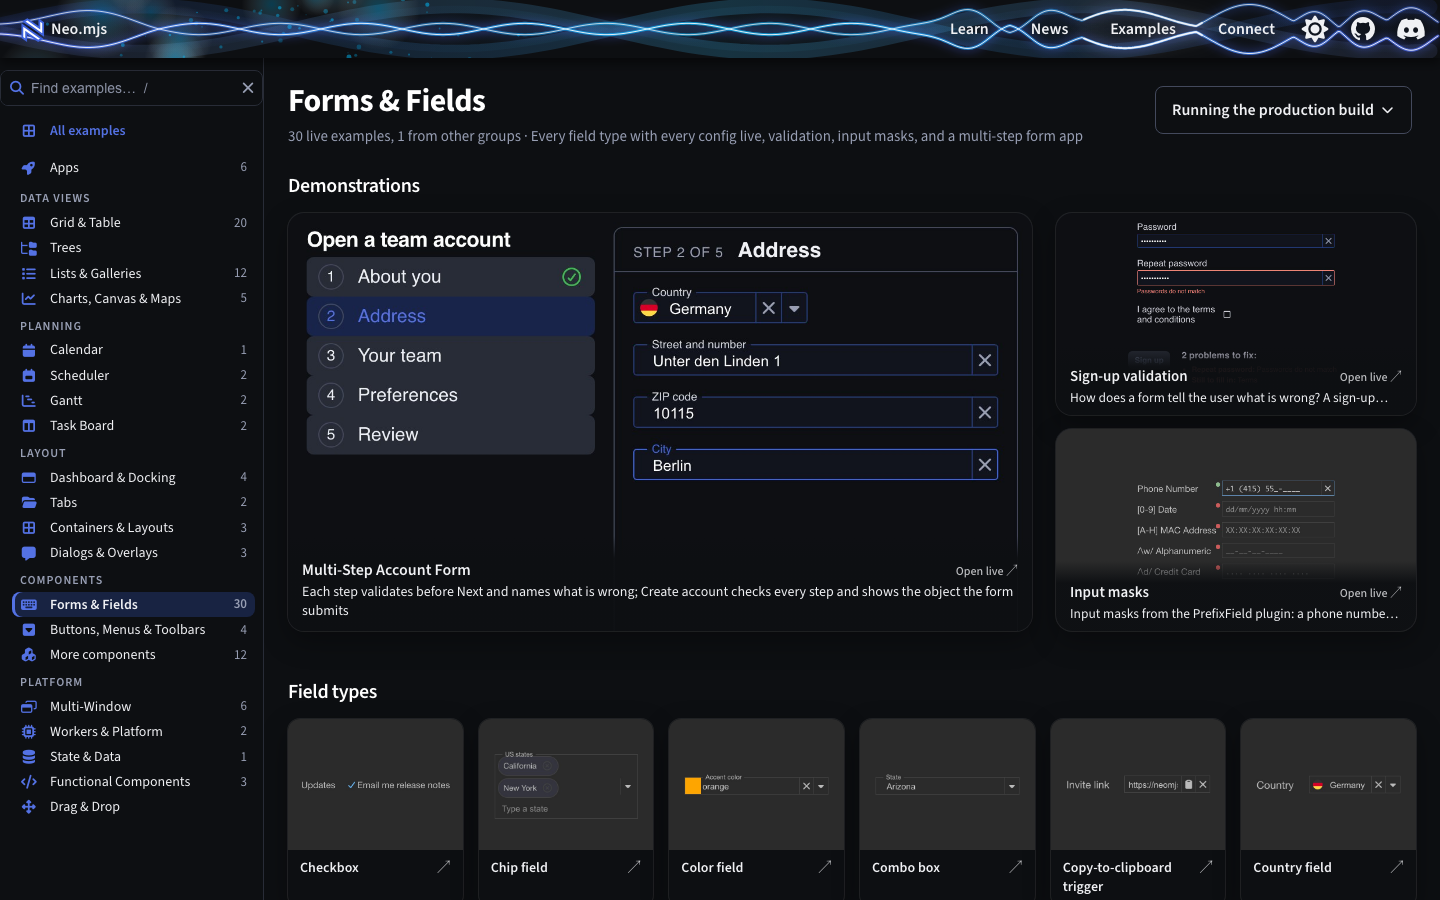 Neo.mjs
Learn
News
Examples
Connect
Find examples… /
All examples
Apps 6
DATA VIEWS
Grid & Table 20
Trees
Lists & Galleries 12
Charts, Canvas & Maps 5
PLANNING
Calendar 1
Scheduler 2
Gantt 2
Task Board 2
LAYOUT
Dashboard & Docking 4
Tabs 2
Containers & Layouts 3
Dialogs & Overlays 3
COMPONENTS
Forms & Fields 30
Buttons, Menus & Toolbars 4
More components 12
PLATFORM
Multi-Window 6
Workers & Platform 2
State & Data 1
Functional Components 3
Drag & Drop
Forms & Fields
30 live examples, 1 from other groups · Every field type with every config live, validation, input masks, and a multi-step form app
Running the production build
Demonstrations
Open a team account
1 About you
2 Address
3 Your team
4 Preferences
5 Review
STEP 2 OF 5 Address
Country
Germany
Street and number
Unter den Linden 1
ZIP code
10115
City
Berlin
Multi-Step Account Form
Open live
Each step validates before Next and names what is wrong; Create account checks every step and shows the object the form
submits
Password
Repeat password
Passwords do not match
I agree to the terms
and conditions
Sign up
2 problems to fix:
Sign-up validation
Open live
How does a form tell the user what is wrong? A sign-up…
Phone Number +1 (415) 55_-____
[0-9] Date dd/mm/yyyy hh:mm
[A-H] MAC Address XX:XX:XX:XX:XX:XX
/\w/ Alphanumeric __-__-__-____
/\d/ Credit Card
Input masks
Open live
Input masks from the PrefixField plugin: a phone numbe…
Field types
Updates Email me release notes
Checkbox
US states
California
New York
Type a state
Chip field
Accent color
orange
Color field
State
Arizona
Combo box
Invite link https://neomj
Copy-to-clipboard
trigger
Country Germany
Country field